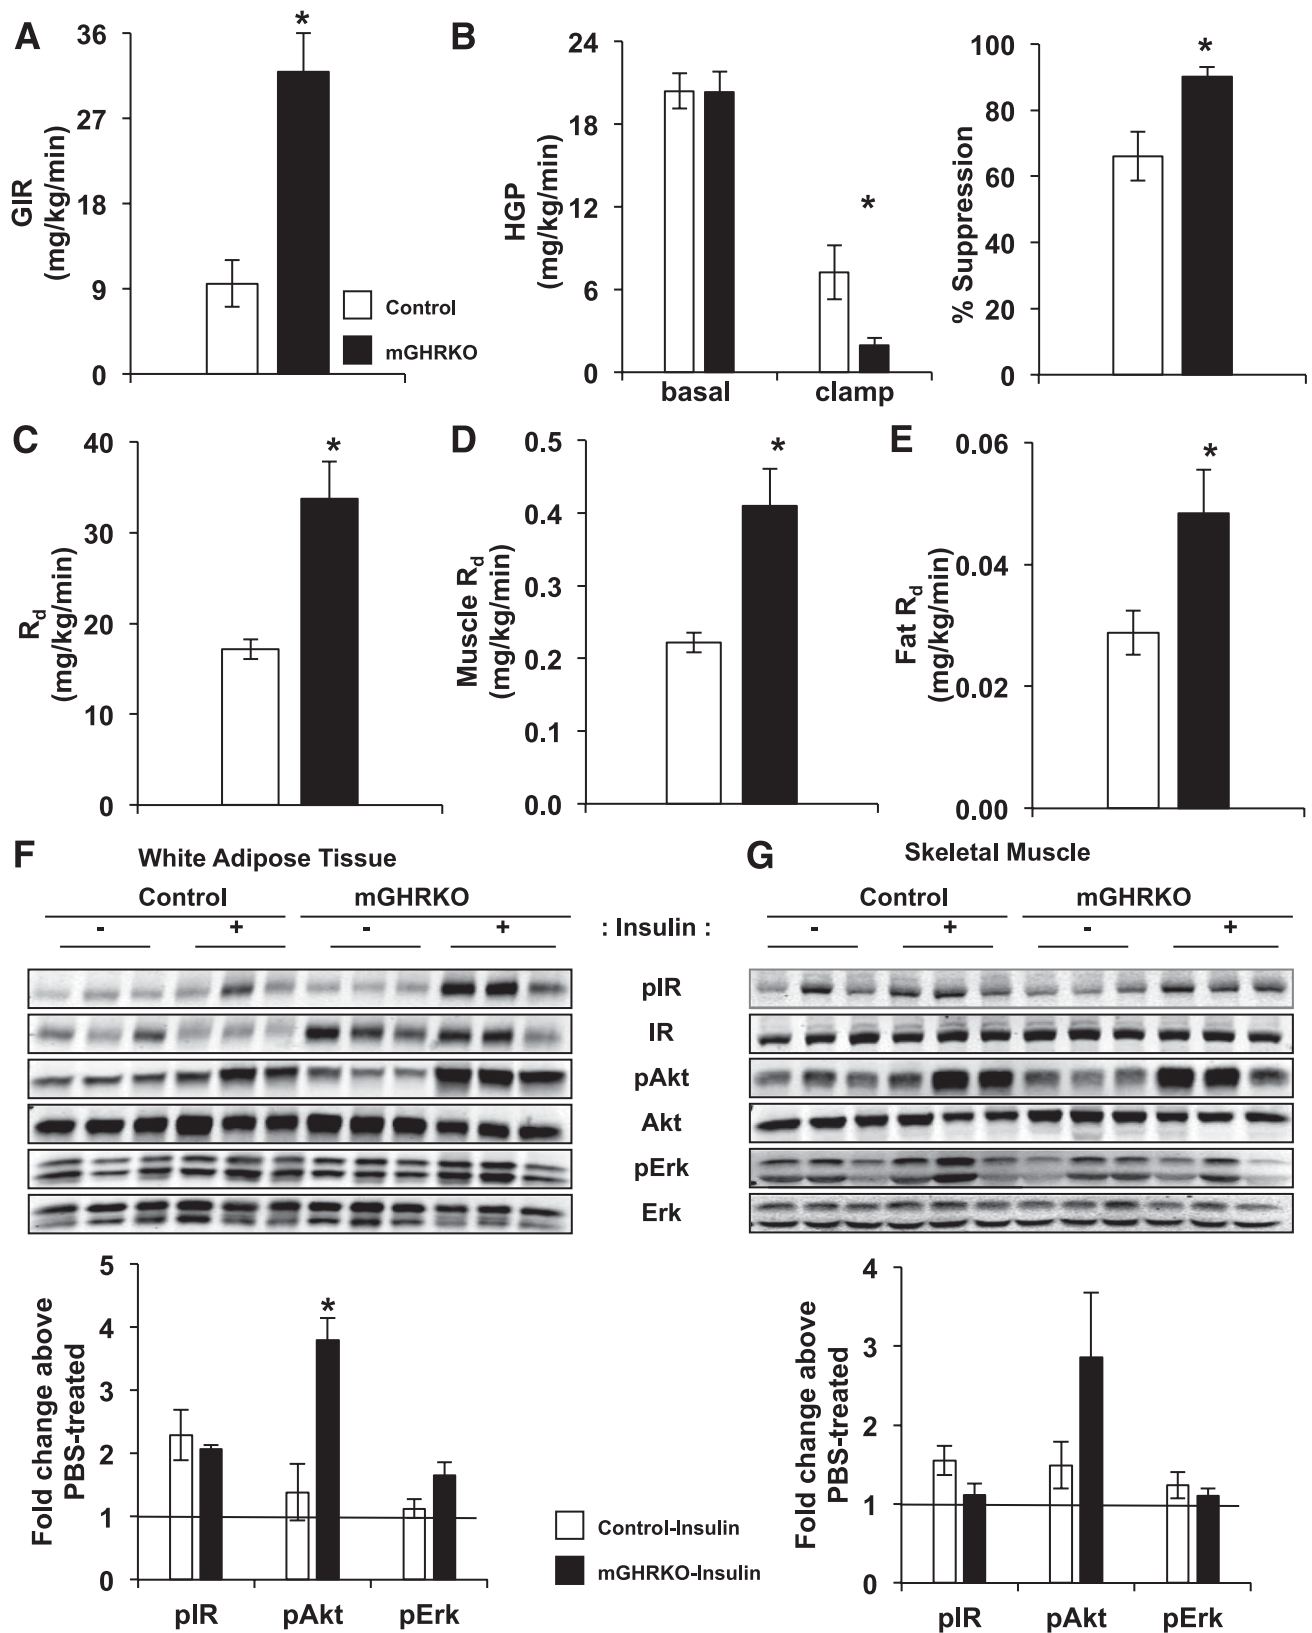 A
GIR
(mg/kg/min)
36
27
18
9
0
*
Control
mGHRKO
B
HGP
(mg/kg/min)
24
18
12
6
0
*
basal
clamp
% Suppression
100
80
60
40
20
0
*
C
Rd
(mg/kg/min)
40
30
20
10
0
*
D
Muscle Rd
(mg/kg/min)
0.5
0.4
0.3
0.2
0.1
0.0
*
E
Fat Rd
(mg/kg/min)
0.06
0.04
0.02
0.00
*
F
White Adipose Tissue
Control
mGHRKO
- + - +
: Insulin :
G
Skeletal Muscle
Control
mGHRKO
- + - +
pIR
IR
pAkt
Akt
pErk
Erk
Fold change above
PBS-treated
5
4
3
2
1
0
*
pIR
pAkt
pErk
Control-Insulin
mGHRKO-Insulin
Fold change above
PBS-treated
4
3
2
1
0
pIR
pAkt
pErk